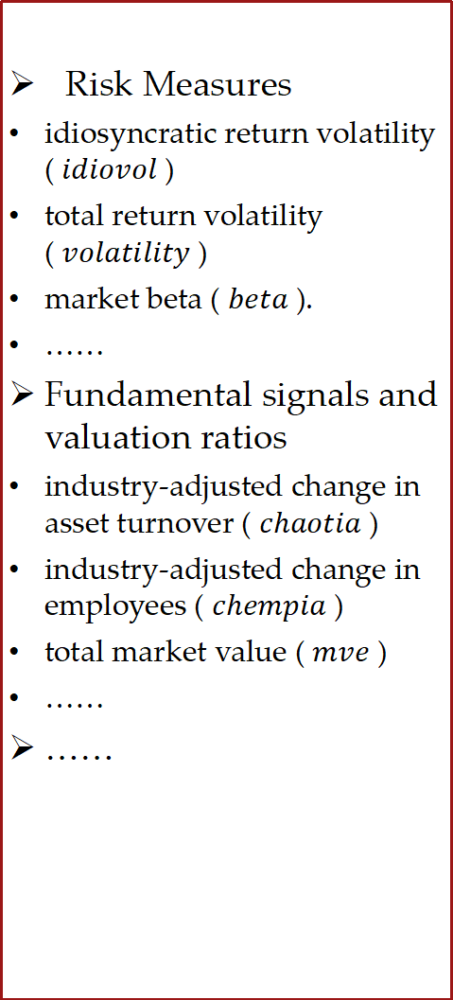 ➢ Risk Measures
• idiosyncratic return volatility
( idiovol )
• total return volatility
( volatility )
• market beta ( beta ).
• ……
➢ Fundamental signals and
valuation ratios
• industry-adjusted change in
asset turnover ( chaotia )
• industry-adjusted change in
employees ( chempia )
• total market value ( mve )
• ……
➢ ……